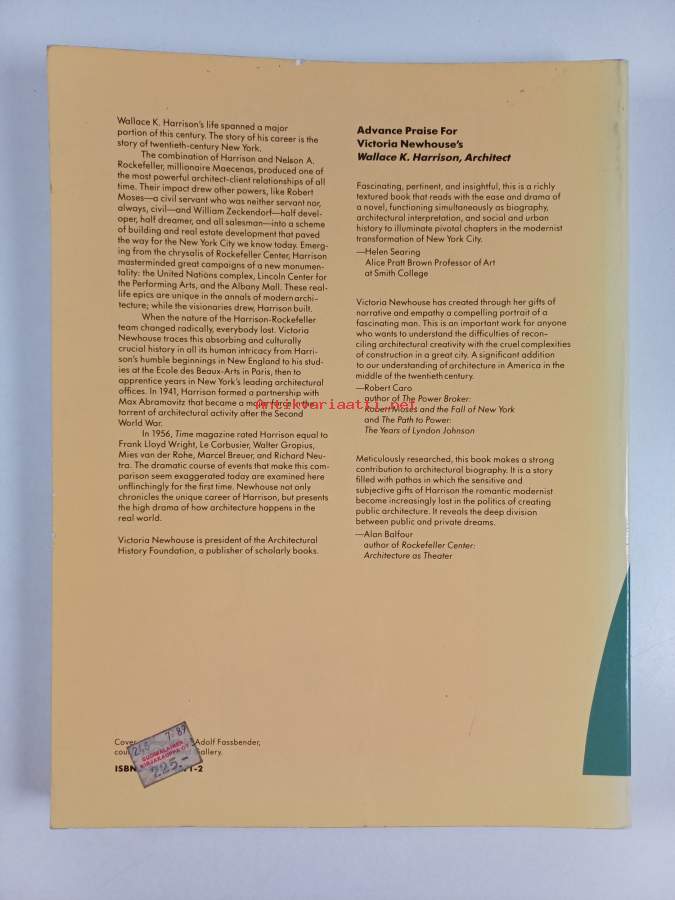 Wallace K. Harrison's life spanned a major
portion of this century. The story of his career is the
story of twentieth-century New York.
The combination of Harrison and Nelson A.
Rockefeller, millionaire Maecenas, produced one of
the most powerful architect-client relationships of all
time. Their impact drew other powers, like Robert
Moses—a civil servant who was neither servant nor,
always, civil—and William Zeckendorf—half devel-
oper, half dreamer, and all salesman—into a scheme
of building and real estate development that paved
the way for the New York City we know today. Emerg-
ing from the chrysalis of Rockefeller Center, Harrison
masterminded great campaigns of a new monumen-
tality: the United Nations complex, Lincoln Center for
the Performing Arts, and the Albany Mall. These real-
life epics are unique in the annals of modern archi-
tecture; while the visionaries drew, Harrison built.
When the nature of the Harrison-Rockefeller
team changed radically, everybody lost. Victoria
Newhouse traces this absorbing and culturally
crucial history in all its human intricacy from Harri-
son's humble beginnings in New England to his stud-
ies at the Ecole des Beaux-Arts in Paris, then to
apprentice years in New York's leading architectural
offices. In 1941, Harrison formed a partnership with
Max Abramovitz that became a major force in the
torrent of architectural activity after the Second
World War.
In 1956, Time magazine rated Harrison equal to
Frank Lloyd Wright, Le Corbusier, Walter Gropius,
Mies van der Rohe, Marcel Breuer, and Richard Neu-
tra. The dramatic course of events that make this com-
parison seem exaggerated today are examined here
unflinchingly for the first time. Newhouse not only
chronicles the unique career of Harrison, but presents
the high drama of how architecture happens in the
real world.
Victoria Newhouse is president of the Architectural
History Foundation, a publisher of scholarly books.
Cover
Adolf Fassbender,
Gallery.
ISBN 1-2
7.89
SUOMALAINEN
KIRJAKAUPPA OY
225.-
Advance Praise For
Victoria Newhouse's
Wallace K. Harrison, Architect
Fascinating, pertinent, and insightful, this is a richly
textured book that reads with the ease and drama of
a novel, functioning simultaneously as biography,
architectural interpretation, and social and urban
history to illuminate pivotal chapters in the modernist
transformation of New York City.
—Helen Searing
Alice Pratt Brown Professor of Art
at Smith College
Victoria Newhouse has created through her gifts of
narrative and empathy a compelling portrait of a
fascinating man. This is an important work for anyone
who wants to understand the difficulties of recon-
ciling architectural creativity with the cruel complexities
of construction in a great city. A significant addition
to our understanding of architecture in America in the
middle of the twentieth century.
—Robert Caro
author of The Power Broker:
Robert Moses and the Fall of New York
and The Path to Power:
The Years of Lyndon Johnson
Meticulously researched, this book makes a strong
contribution to architectural biography. It is a story
filled with pathos in which the sensitive and
subjective gifts of Harrison the romantic modernist
become increasingly lost in the politics of creating
public architecture. It reveals the deep division
between public and private dreams.
—Alan Balfour
author of Rockefeller Center:
Architecture as Theater
Antikvariaatti.net